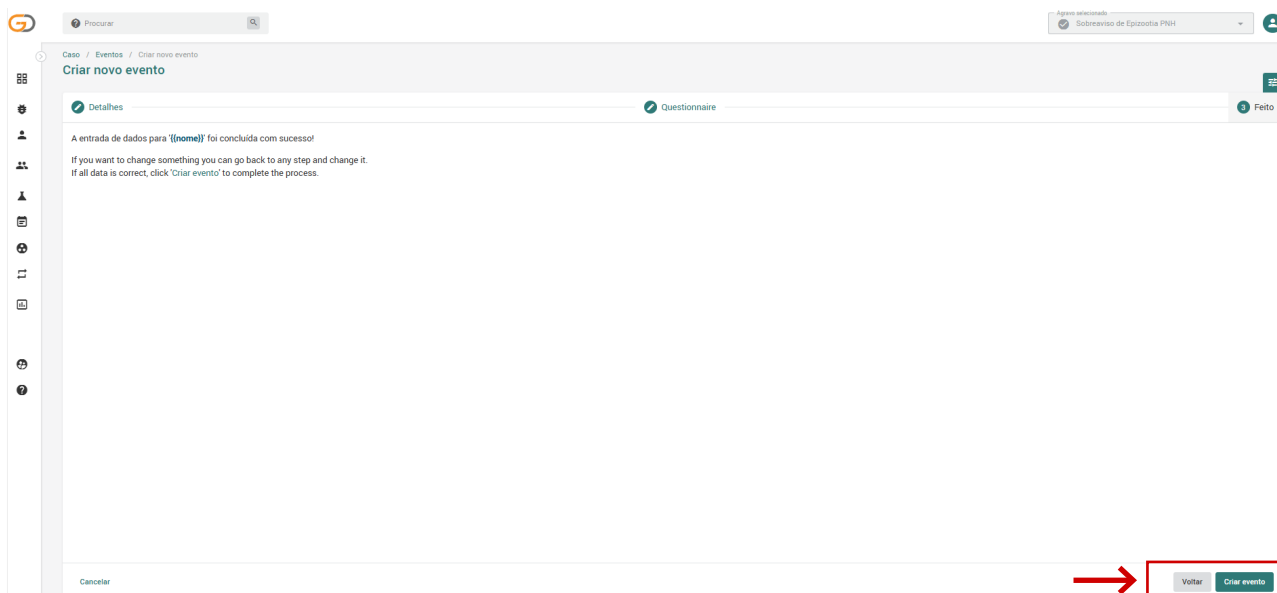 Procurar
Agravo selecionado
Sobreaviso de Epizootia PNH
Caso / Eventos / Criar novo evento
Criar novo evento
Detalhes
Questionnaire
3 Feito
A entrada de dados para '{{nome}}' foi concluída com sucesso!
If you want to change something you can go back to any step and change it.
If all data is correct, click 'Criar evento' to complete the process.
Cancelar
Voltar
Criar evento